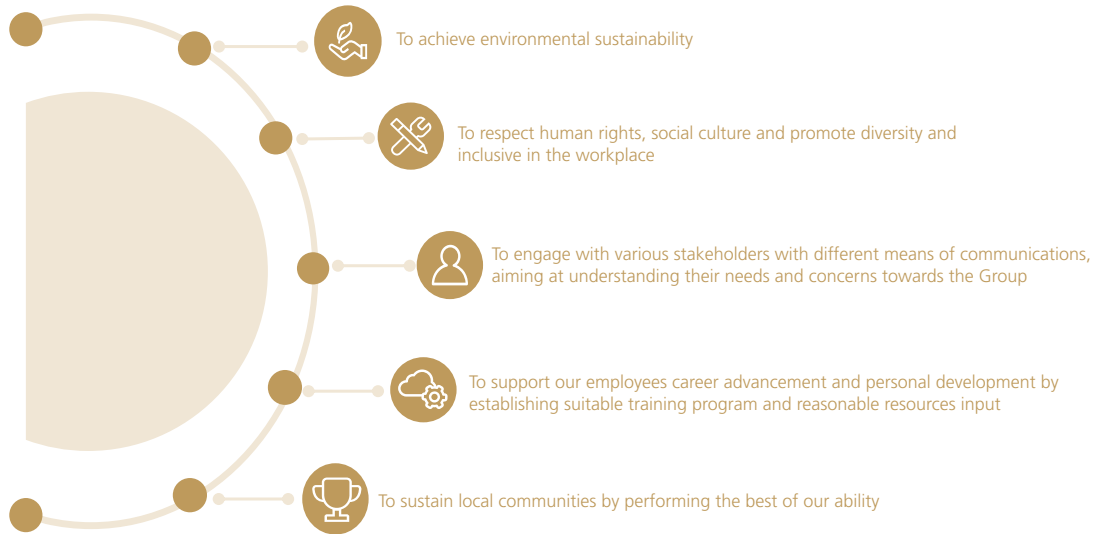 To achieve environmental sustainability
To respect human rights, social culture and promote diversity and
inclusive in the workplace
To engage with various stakeholders with different means of communications,
aiming at understanding their needs and concerns towards the Group
To support our employees career advancement and personal development by
establishing suitable training program and reasonable resources input
To sustain local communities by performing the best of our ability